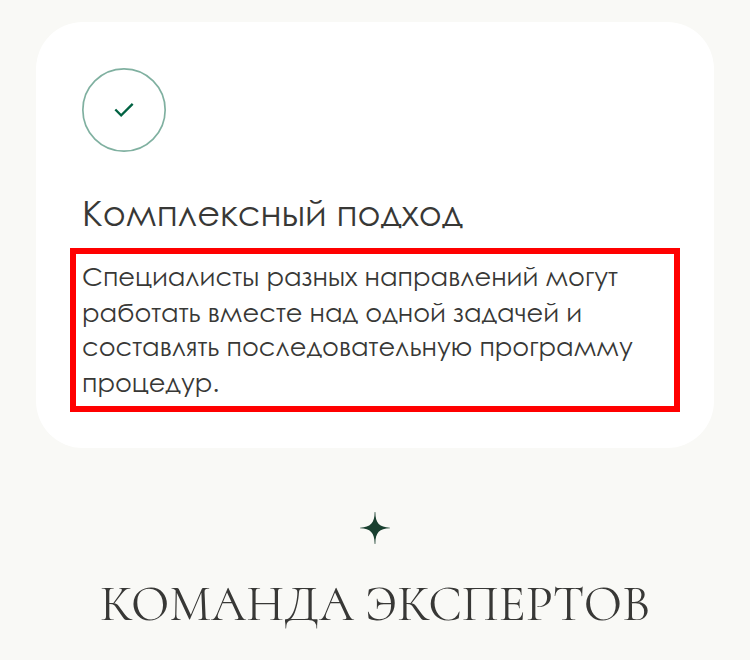 Комплексный подход
Специалисты разных направлений могут
работать вместе над одной задачей и
составлять последовательную программу
процедур.
КОМАНДА ЭКСПЕРТОВ